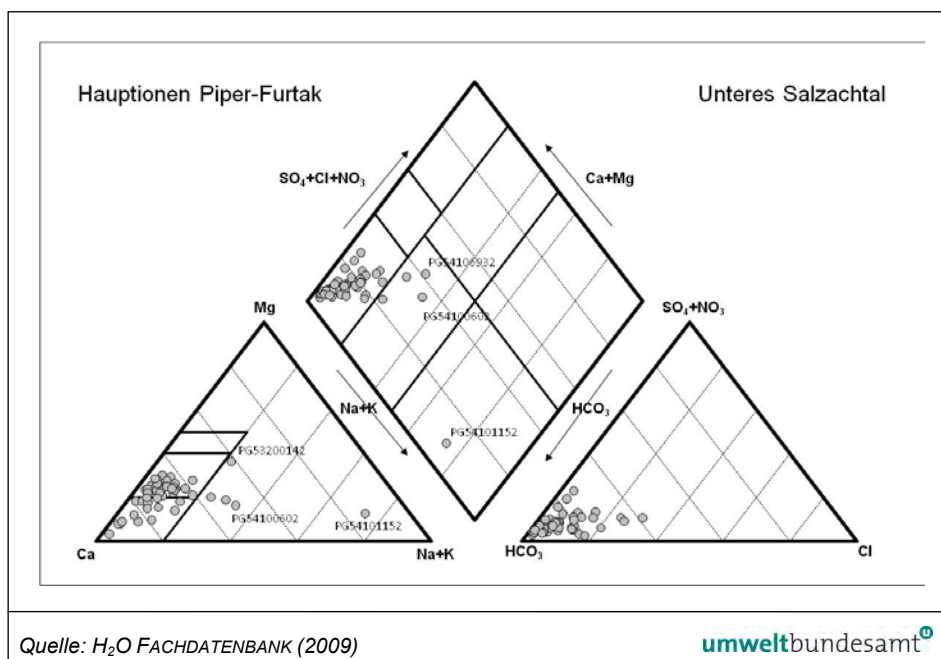 Hauptionen Piper-Furtak
Unteres Salzachtal
SO₄+Cl+NO₃
Ca+Mg
PG54106932
PG54100602
Mg
SO₄+NO₃
Na+K
HCO₃
PG54101152
PG53200142
PG54100602
PG54101152
Ca
Na+K
HCO₃
Cl
Quelle: H₂O FACHDATENBANK (2009)
umweltbundesamt
u